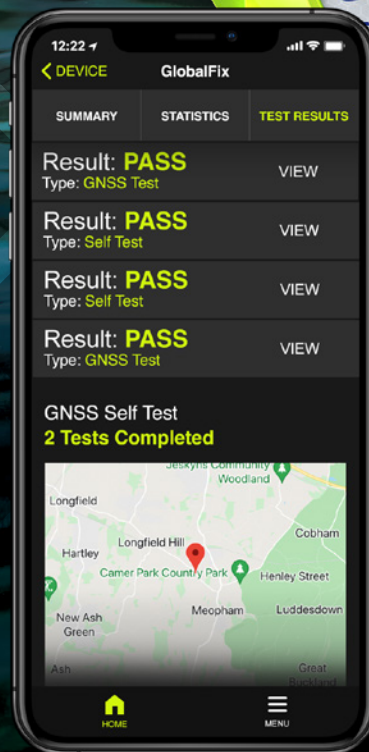 12:22
DEVICE
GlobalFix
SUMMARY
STATISTICS
TEST RESULTS
Result: PASS
Type: GNSS Test
VIEW
Result: PASS
Type: Self Test
VIEW
Result: PASS
Type: Self Test
VIEW
Result: PASS
Type: GNSS Test
VIEW
GNSS Self Test
2 Tests Completed
Jeskyns Community
Woodland
Longfield
Cobham
Longfield Hill
Hartley
Camer Park Country Park
Henley Street
New Ash
Green
Meopham
Luddesdown
Ash
Great
Buckland
HOME
MENU